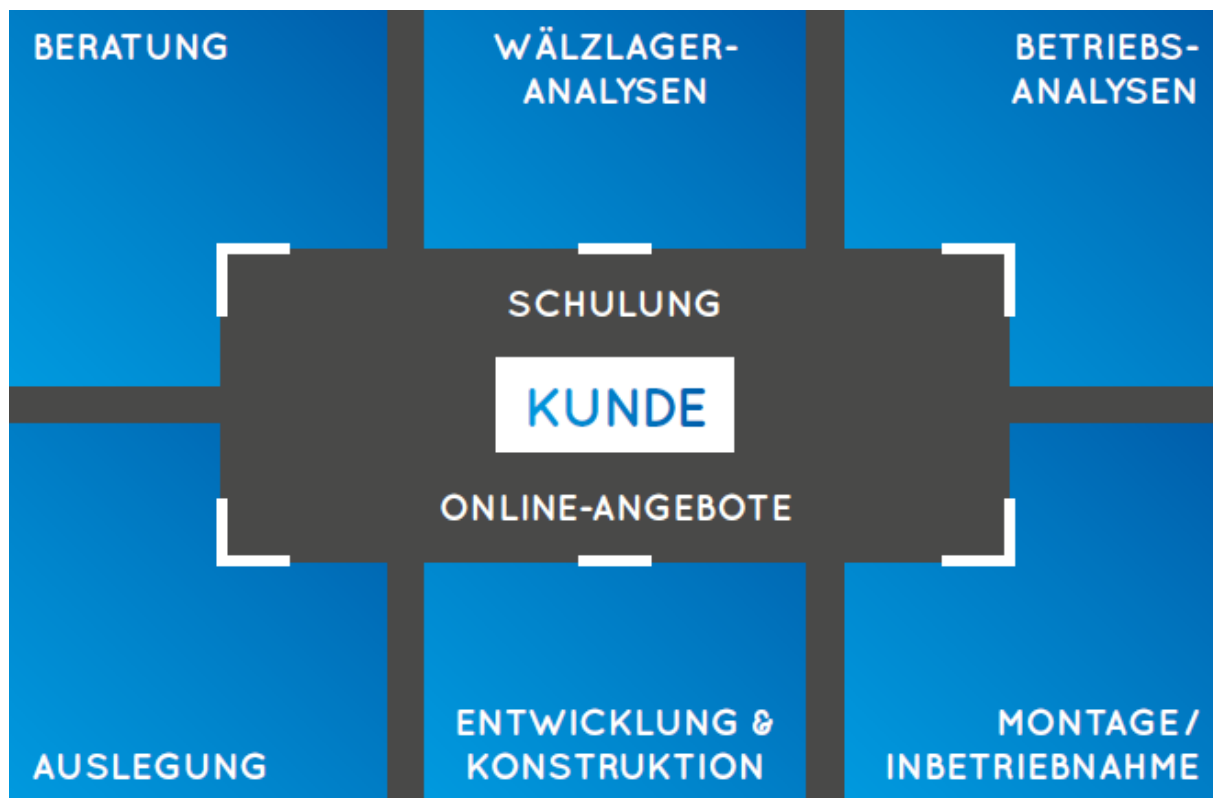 BERATUNG
WÄLZLAGER-
ANALYSEN
BETRIEBS-
ANALYSEN
SCHULUNG
KUNDE
ONLINE-ANGEBOTE
AUSLEGUNG
ENTWICKLUNG &
KONSTRUKTION
MONTAGE/
INBETRIEBNAHME